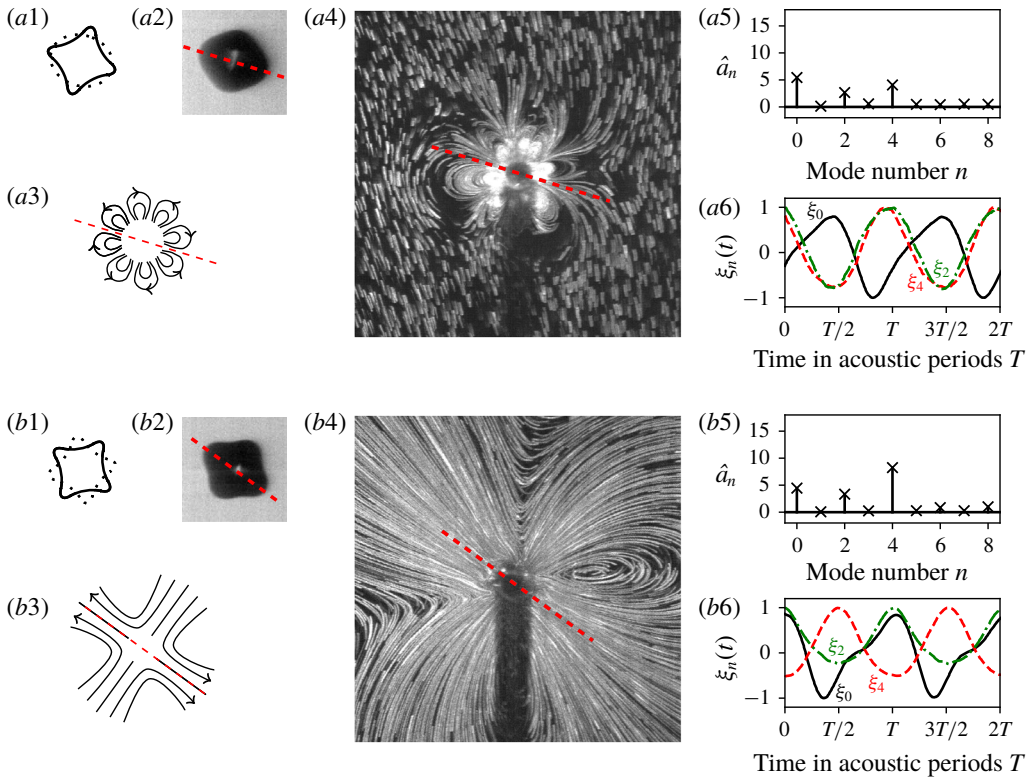 (a1)
(a2)
(a3)
(a4)
(a5)
15
10
5
0
â_n
0 2 4 6 8
Mode number n
(a6)
1
0
−1
ξ_n(t)
ξ_0
ξ_2
ξ_4
0 T/2 T 3T/2 2T
Time in acoustic periods T
(b1)
(b2)
(b3)
(b4)
(b5)
15
10
5
0
â_n
0 2 4 6 8
Mode number n
(b6)
1
0
−1
ξ_n(t)
ξ_2
ξ_0
ξ_4
0 T/2 T 3T/2 2T
Time in acoustic periods T